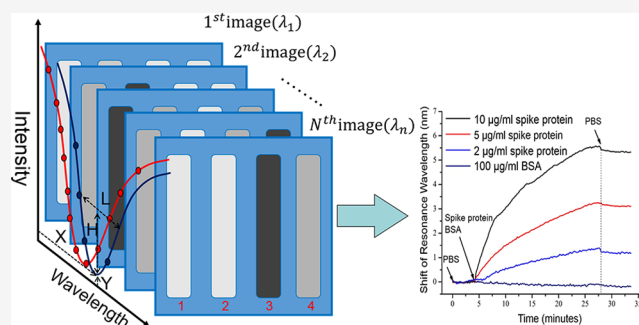 1st image(λ1)
2nd image(λ2)
Nth image(λn)
Intensity
L
H
X
Y
Wavelength
1 2 3 4
Shift of Resonance Wavelength (nm)
7
6
5
4
3
2
1
0
-1
10 μg/ml spike protein
5 μg/ml spike protein
2 μg/ml spike protein
100 μg/ml BSA
PBS
Spike protein
BSA
PBS
0 5 10 15 20 25 30
Time (minutes)